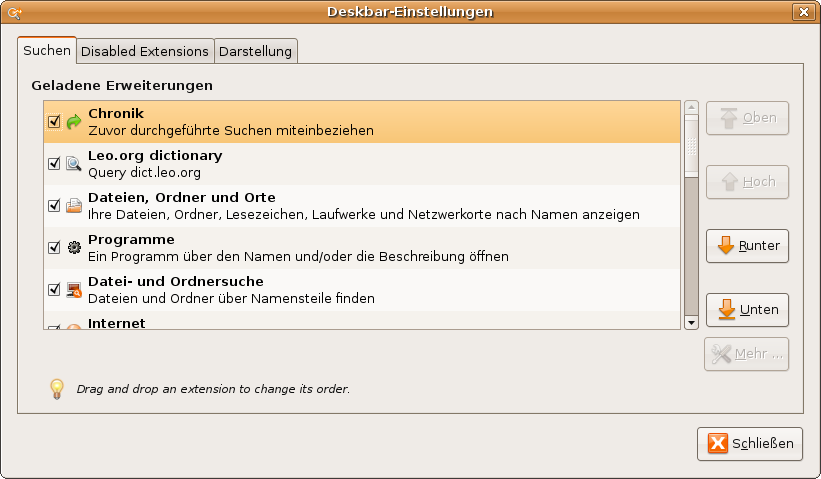 Deskbar-Einstellungen
Suchen
Disabled Extensions
Darstellung
Geladene Erweiterungen
Chronik
Zuvor durchgeführte Suchen miteinbeziehen
Leo.org dictionary
Query dict.leo.org
Dateien, Ordner und Orte
Ihre Dateien, Ordner, Lesezeichen, Laufwerke und Netzwerkorte nach Namen anzeigen
Programme
Ein Programm über den Namen und/oder die Beschreibung öffnen
Datei- und Ordnersuche
Dateien und Ordner über Namensteile finden
Internet
Oben
Hoch
Runter
Unten
Mehr ...
Drag and drop an extension to change its order.
Schließen